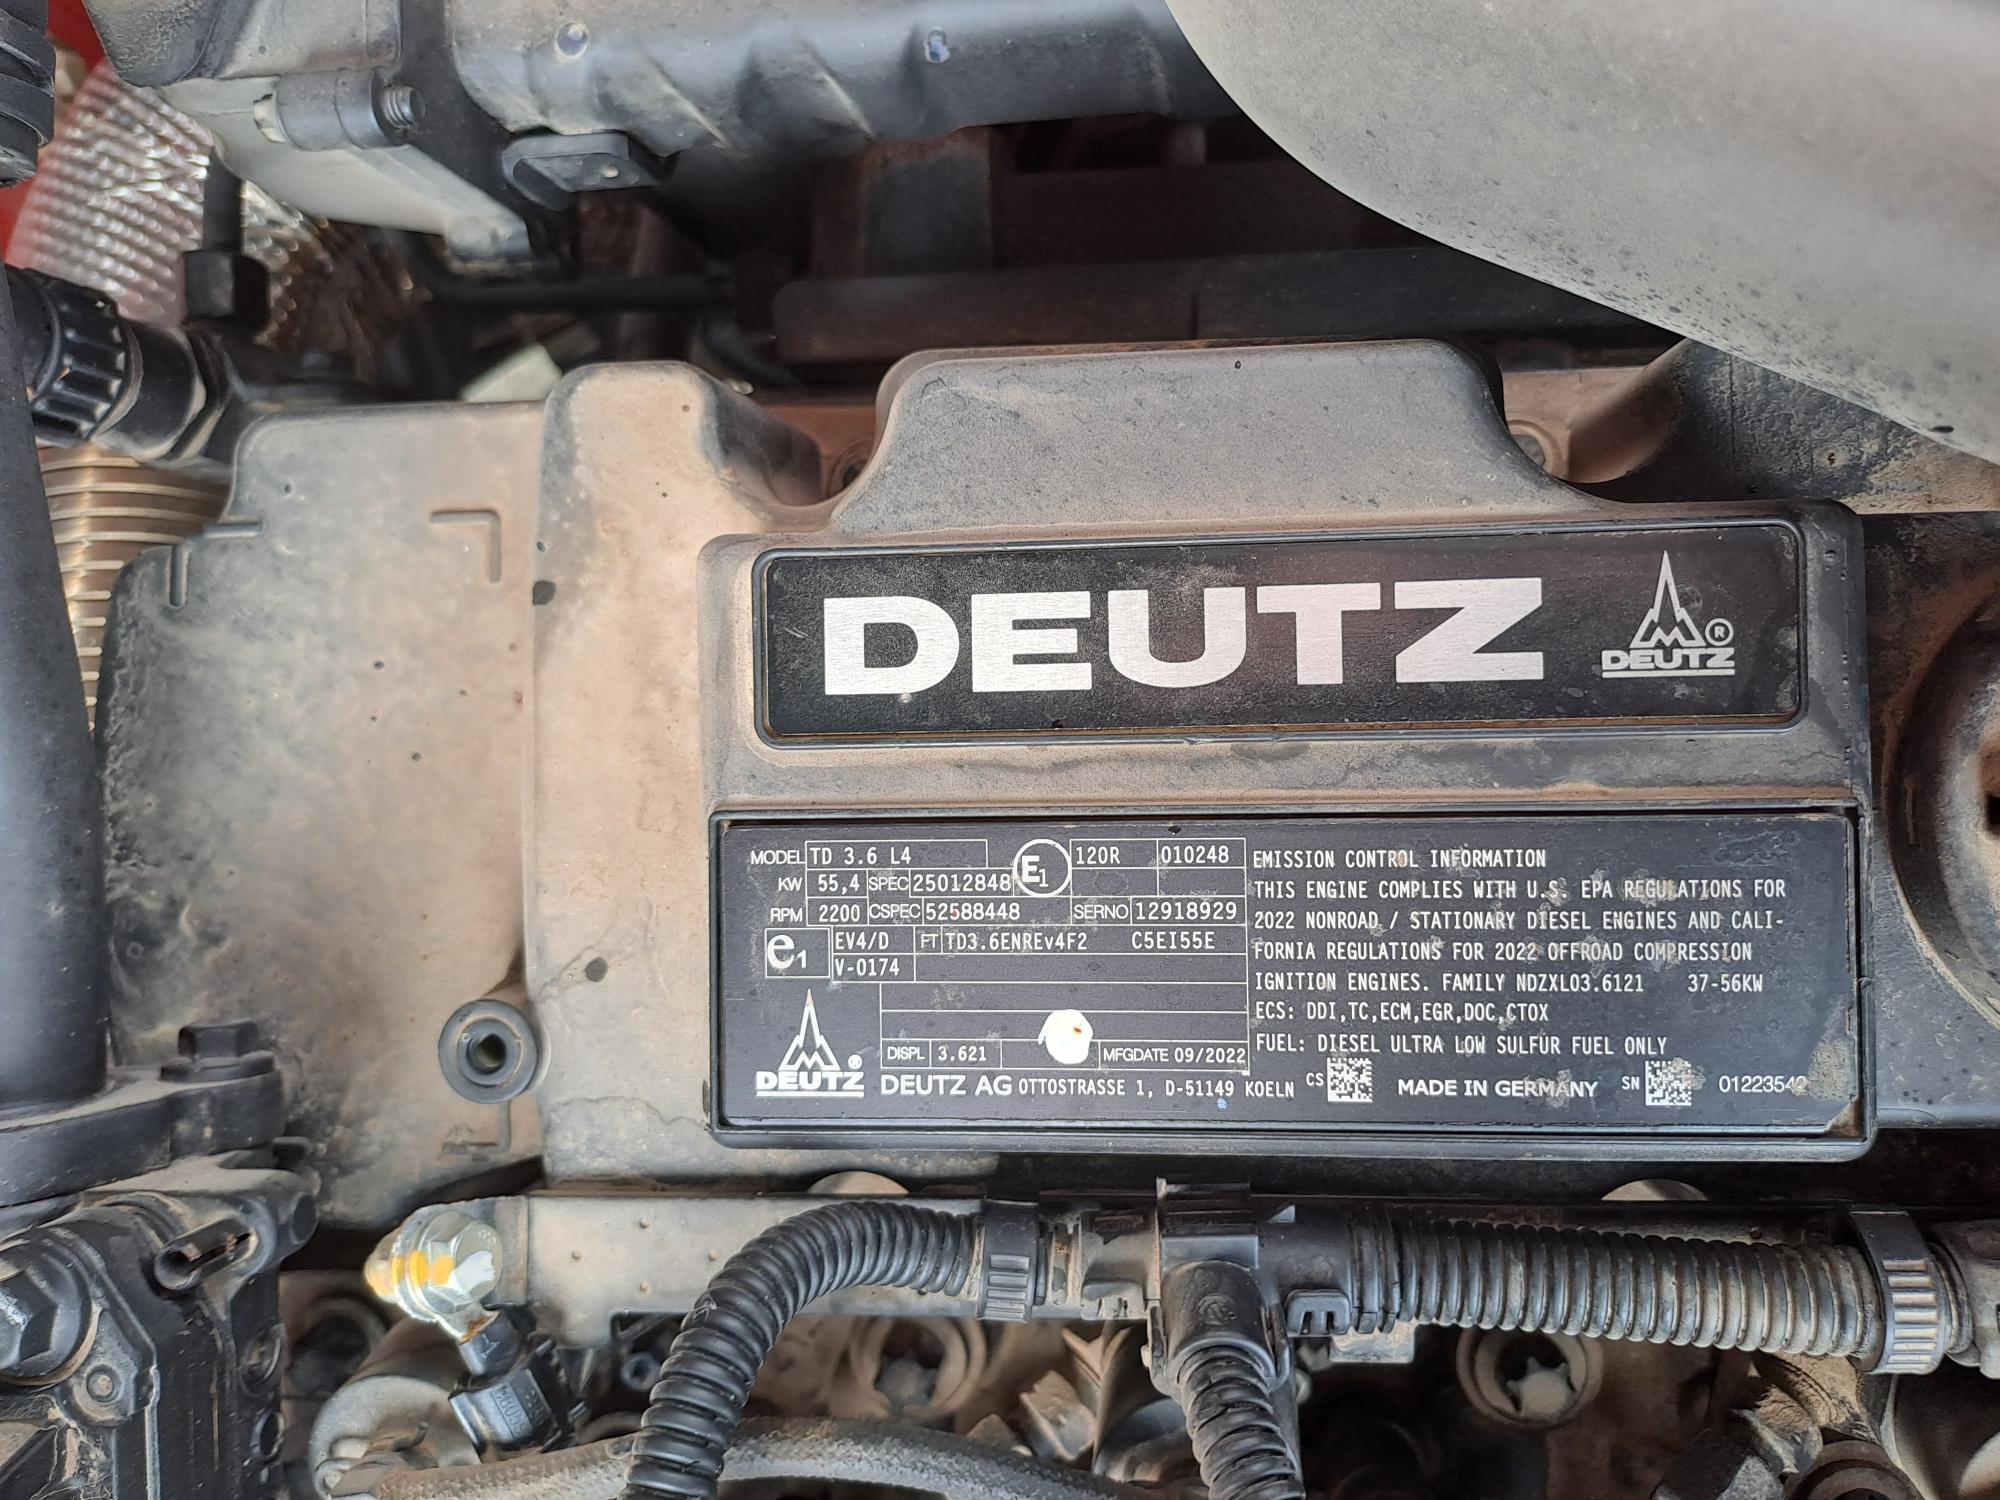 DEUTZ
DEUTZ ®
MODEL TD 3.6 L4 E1 120R 010248
KW 55,4 SPEC 25012848
RPM 2200 CSPEC 52588448 SERNO 12918929
e1 EV4/D FT TD3.6ENREv4F2 C5EI55E
V-0174
DISPL 3.621 MFGDATE 09/2022
DEUTZ ® DEUTZ AG OTTOSTRASSE 1, D-51149 KOELN
EMISSION CONTROL INFORMATION
THIS ENGINE COMPLIES WITH U.S. EPA REGULATIONS FOR
2022 NONROAD / STATIONARY DIESEL ENGINES AND CALI-
FORNIA REGULATIONS FOR 2022 OFFROAD COMPRESSION
IGNITION ENGINES. FAMILY NDZXL03.6121 37-56KW
ECS: DDI,TC,ECM,EGR,DOC,CTOX
FUEL: DIESEL ULTRA LOW SULFUR FUEL ONLY
CS MADE IN GERMANY SN